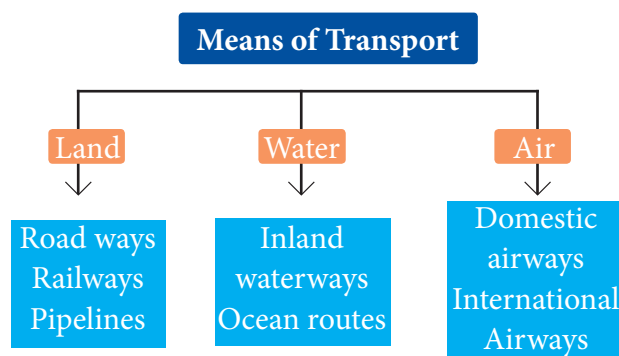 Means of Transport
Land
Water
Air
Road ways
Railways
Pipelines
Inland
waterways
Ocean routes
Domestic
airways
International
Airways